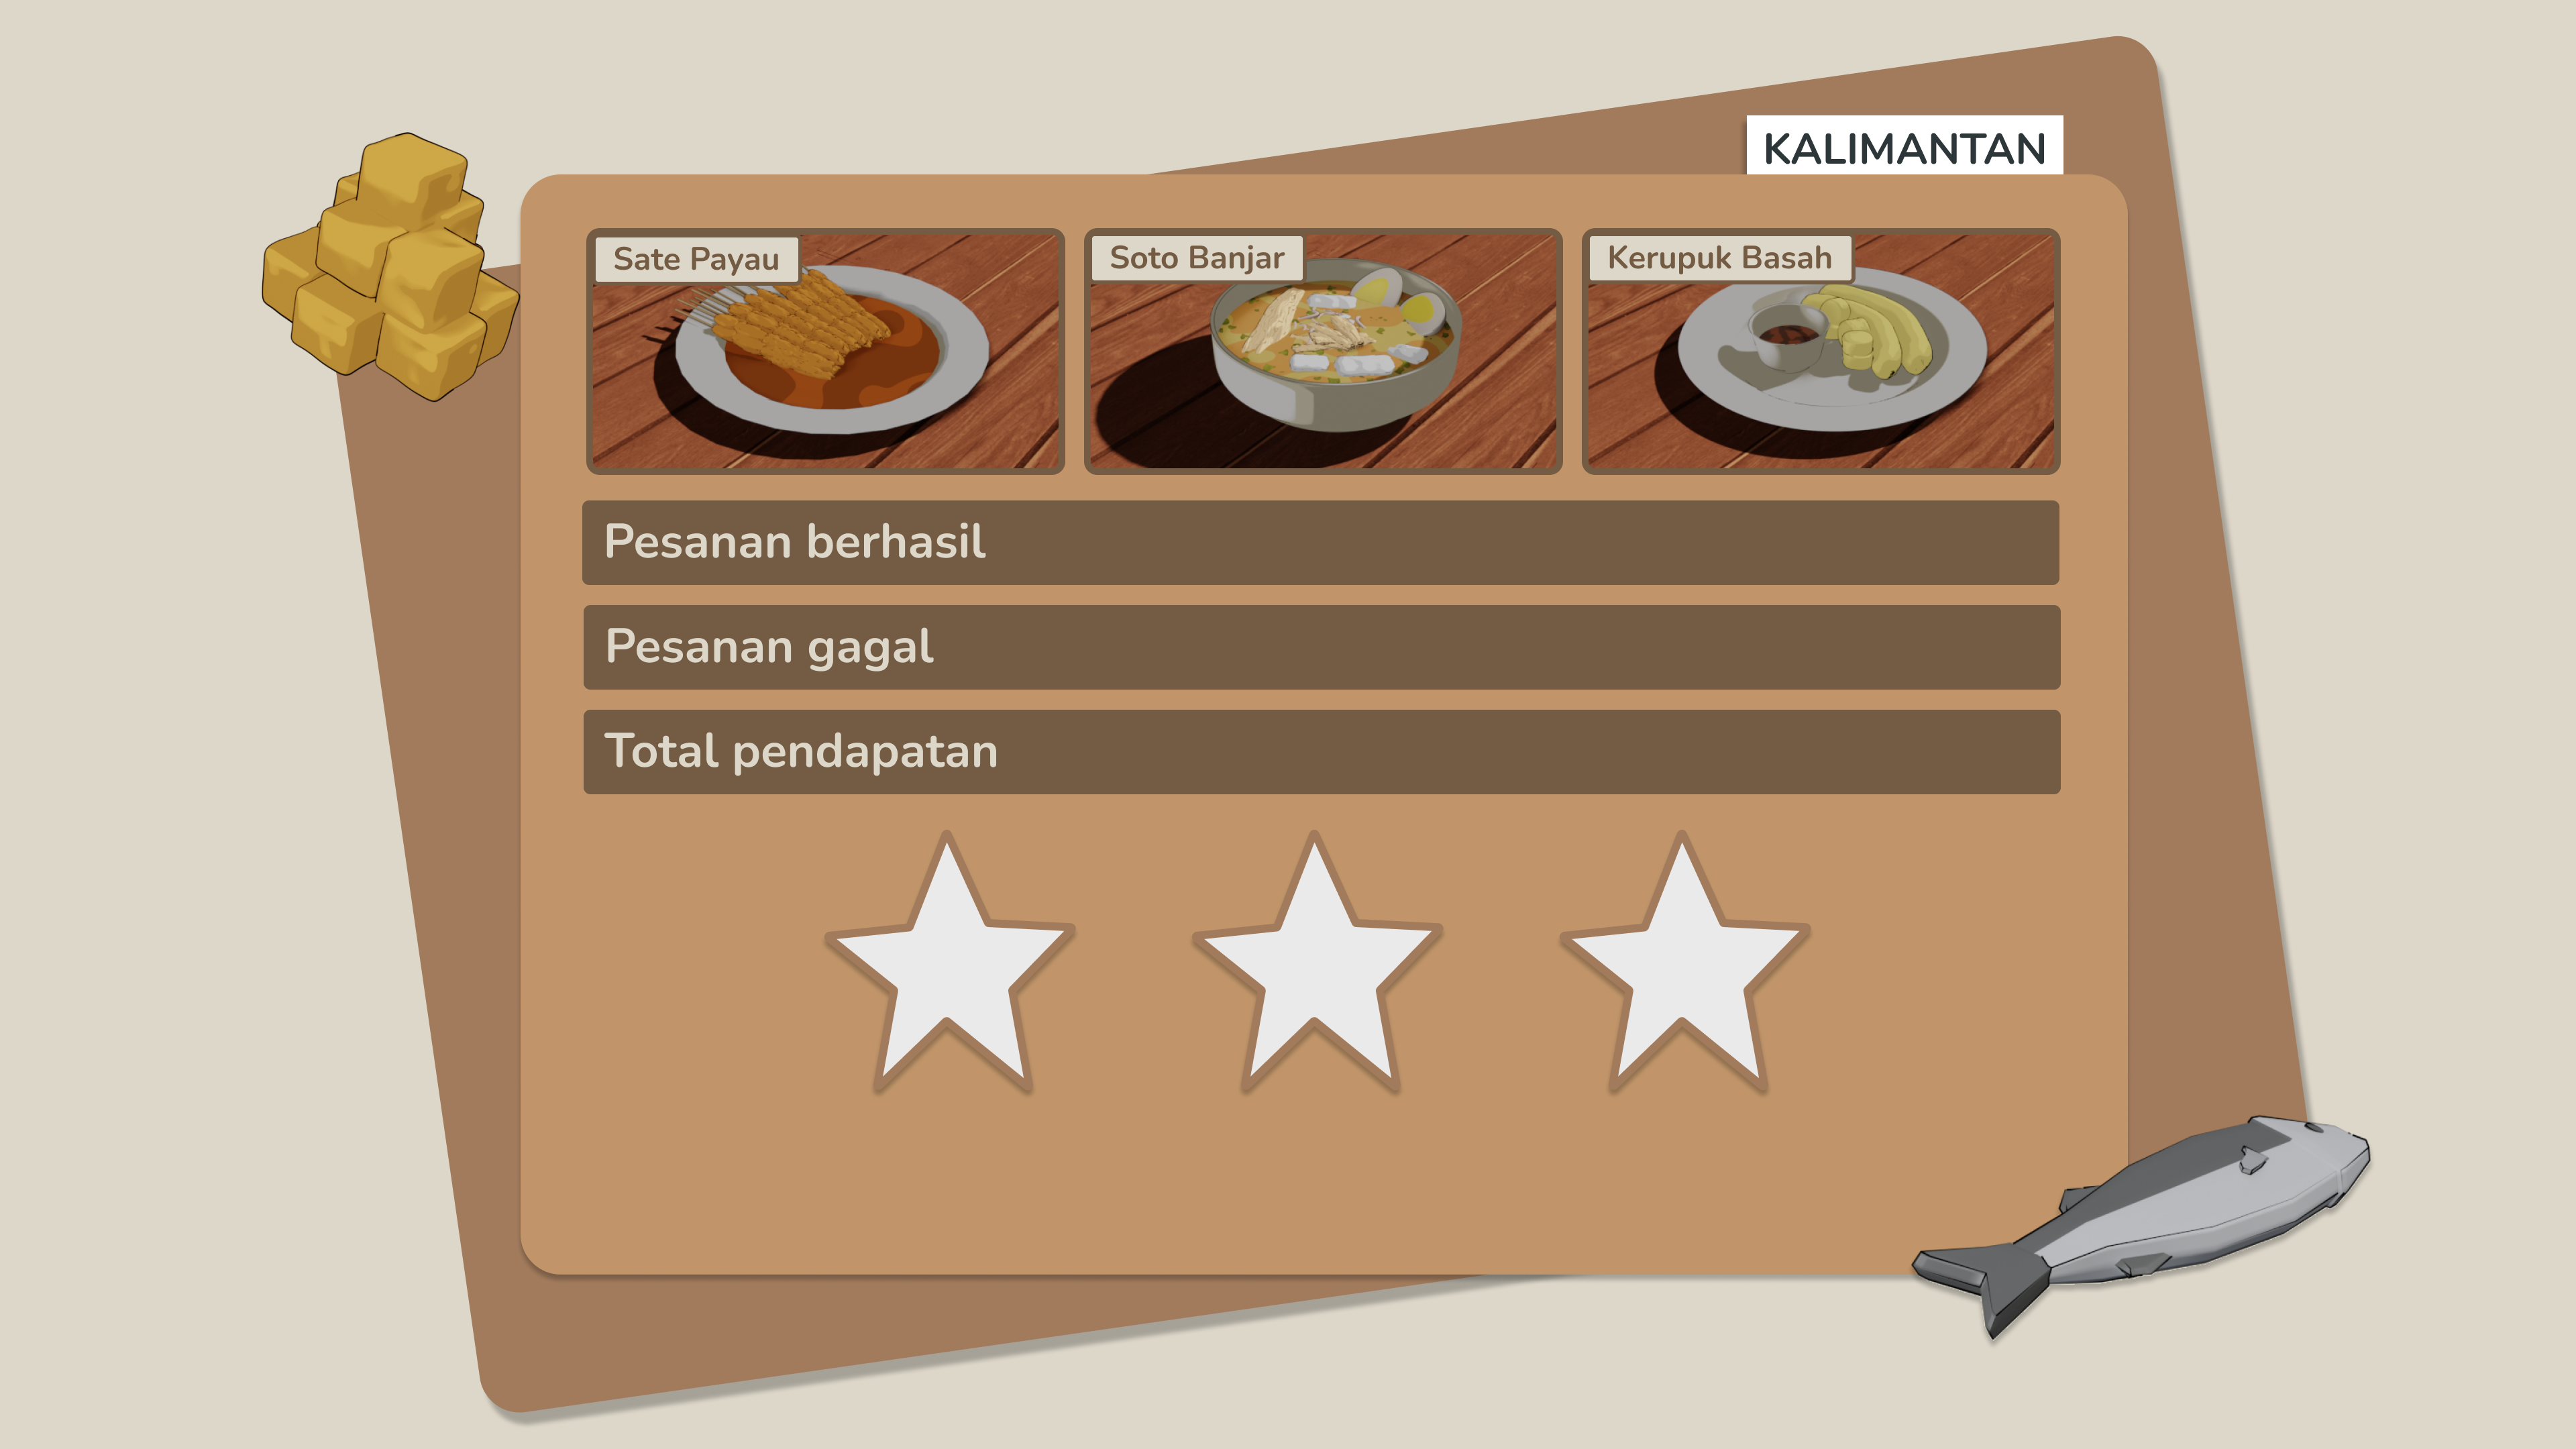 KALIMANTAN
Sate Payau
Soto Banjar
Kerupuk Basah
Pesanan berhasil
Pesanan gagal
Total pendapatan